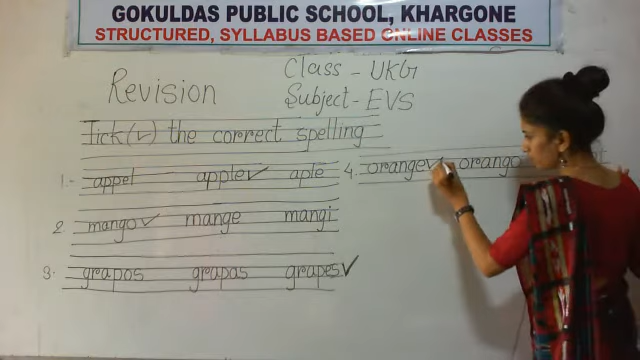 GOKULDAS PUBLIC SCHOOL, KHARGONE
STRUCTURED, SYLLABUS BASED ONLINE CLASSES
Revision
Class - UKG
Subject - EVS
Tick (✓) the correct spelling
1.- appel apple✓ aple
2. mango✓ mange mangi
3. grapos grapas grapes✓
4. orange✓ orango